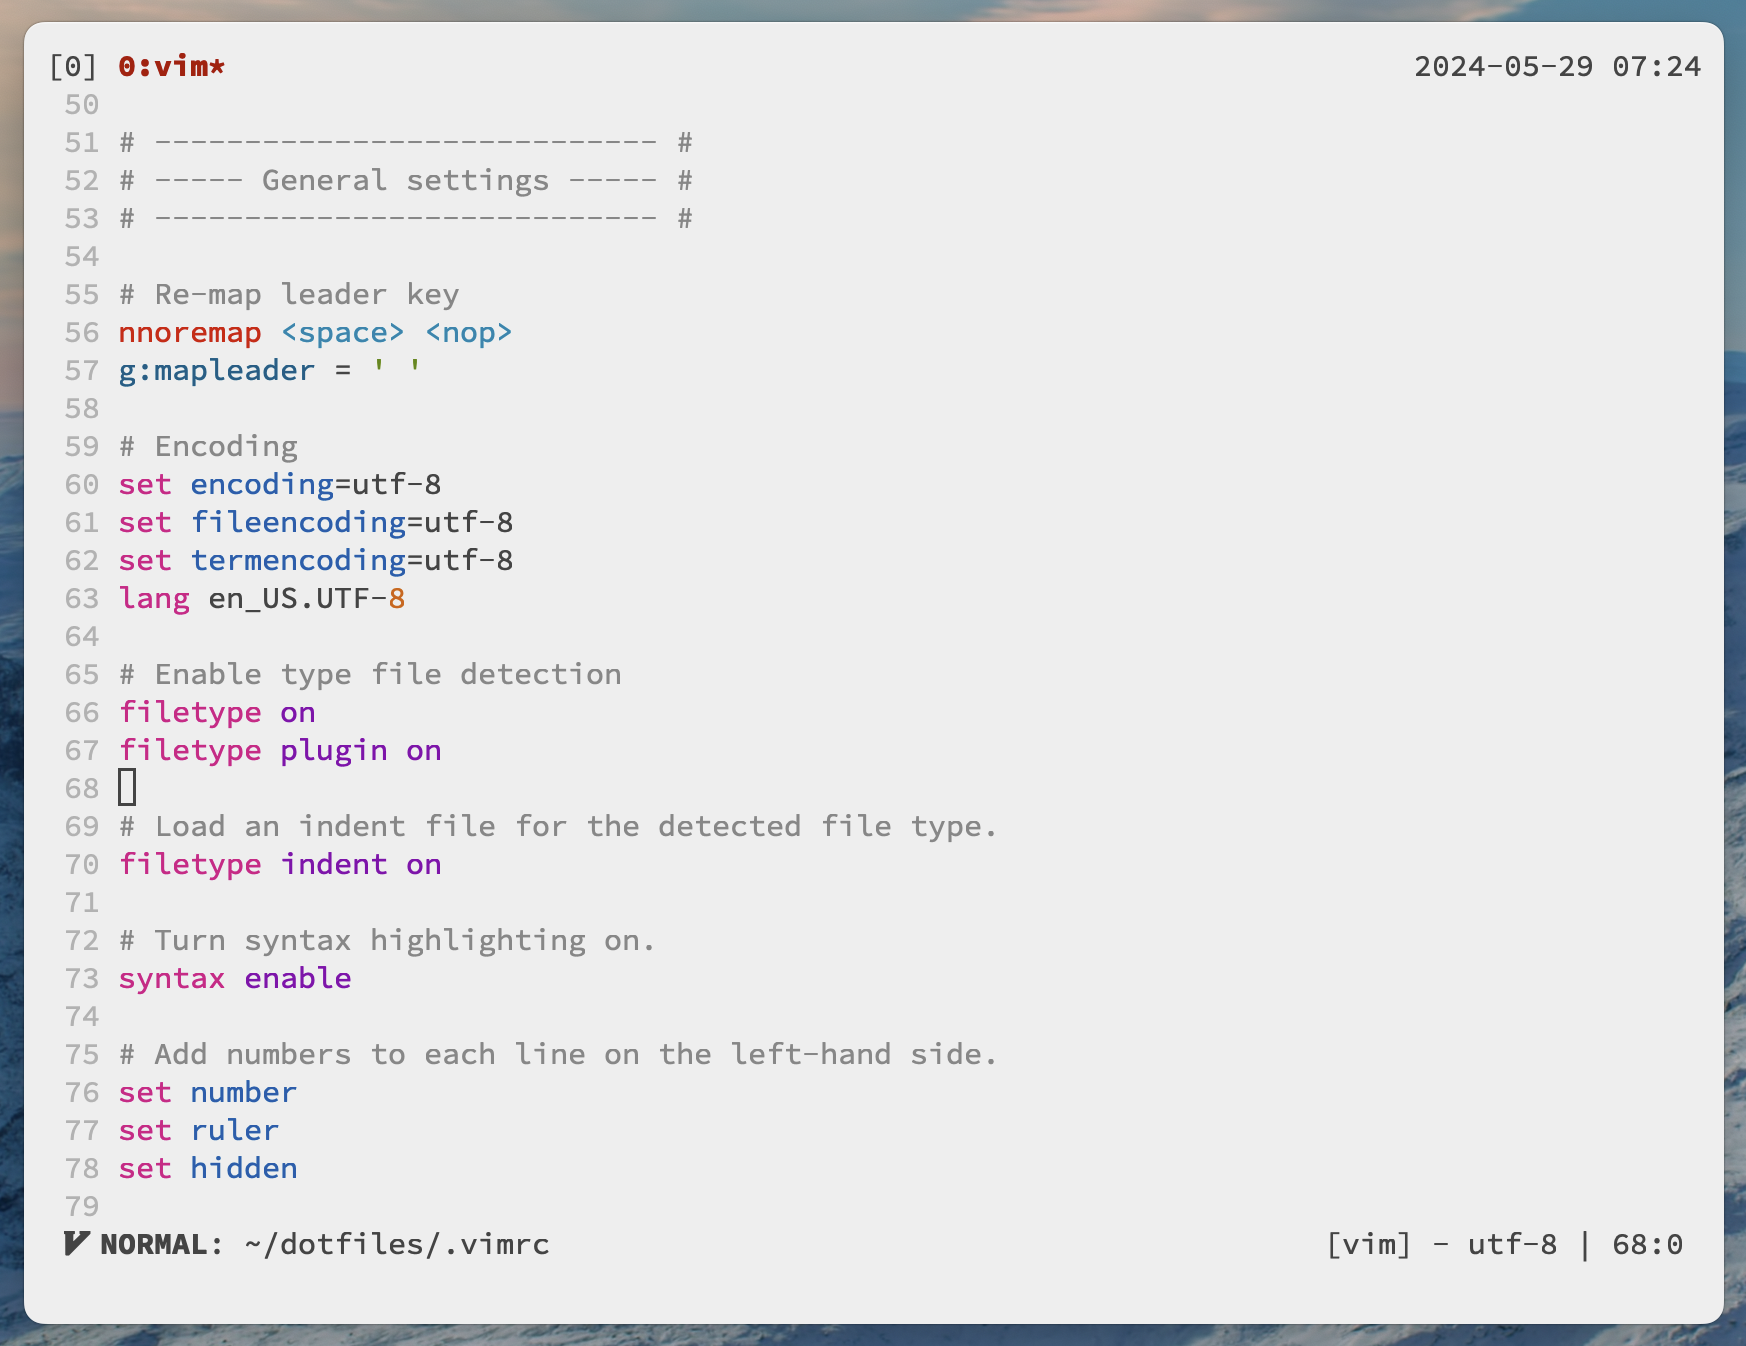 [0] 0:vim* 2024-05-29 07:24
50
51 # ---------------------------- #
52 # ----- General settings ----- #
53 # ---------------------------- #
54
55 # Re-map leader key
56 nnoremap <space> <nop>
57 g:mapleader = ' '
58
59 # Encoding
60 set encoding=utf-8
61 set fileencoding=utf-8
62 set termencoding=utf-8
63 lang en_US.UTF-8
64
65 # Enable type file detection
66 filetype on
67 filetype plugin on
68
69 # Load an indent file for the detected file type.
70 filetype indent on
71
72 # Turn syntax highlighting on.
73 syntax enable
74
75 # Add numbers to each line on the left-hand side.
76 set number
77 set ruler
78 set hidden
79
NORMAL: ~/dotfiles/.vimrc [vim] - utf-8 | 68:0